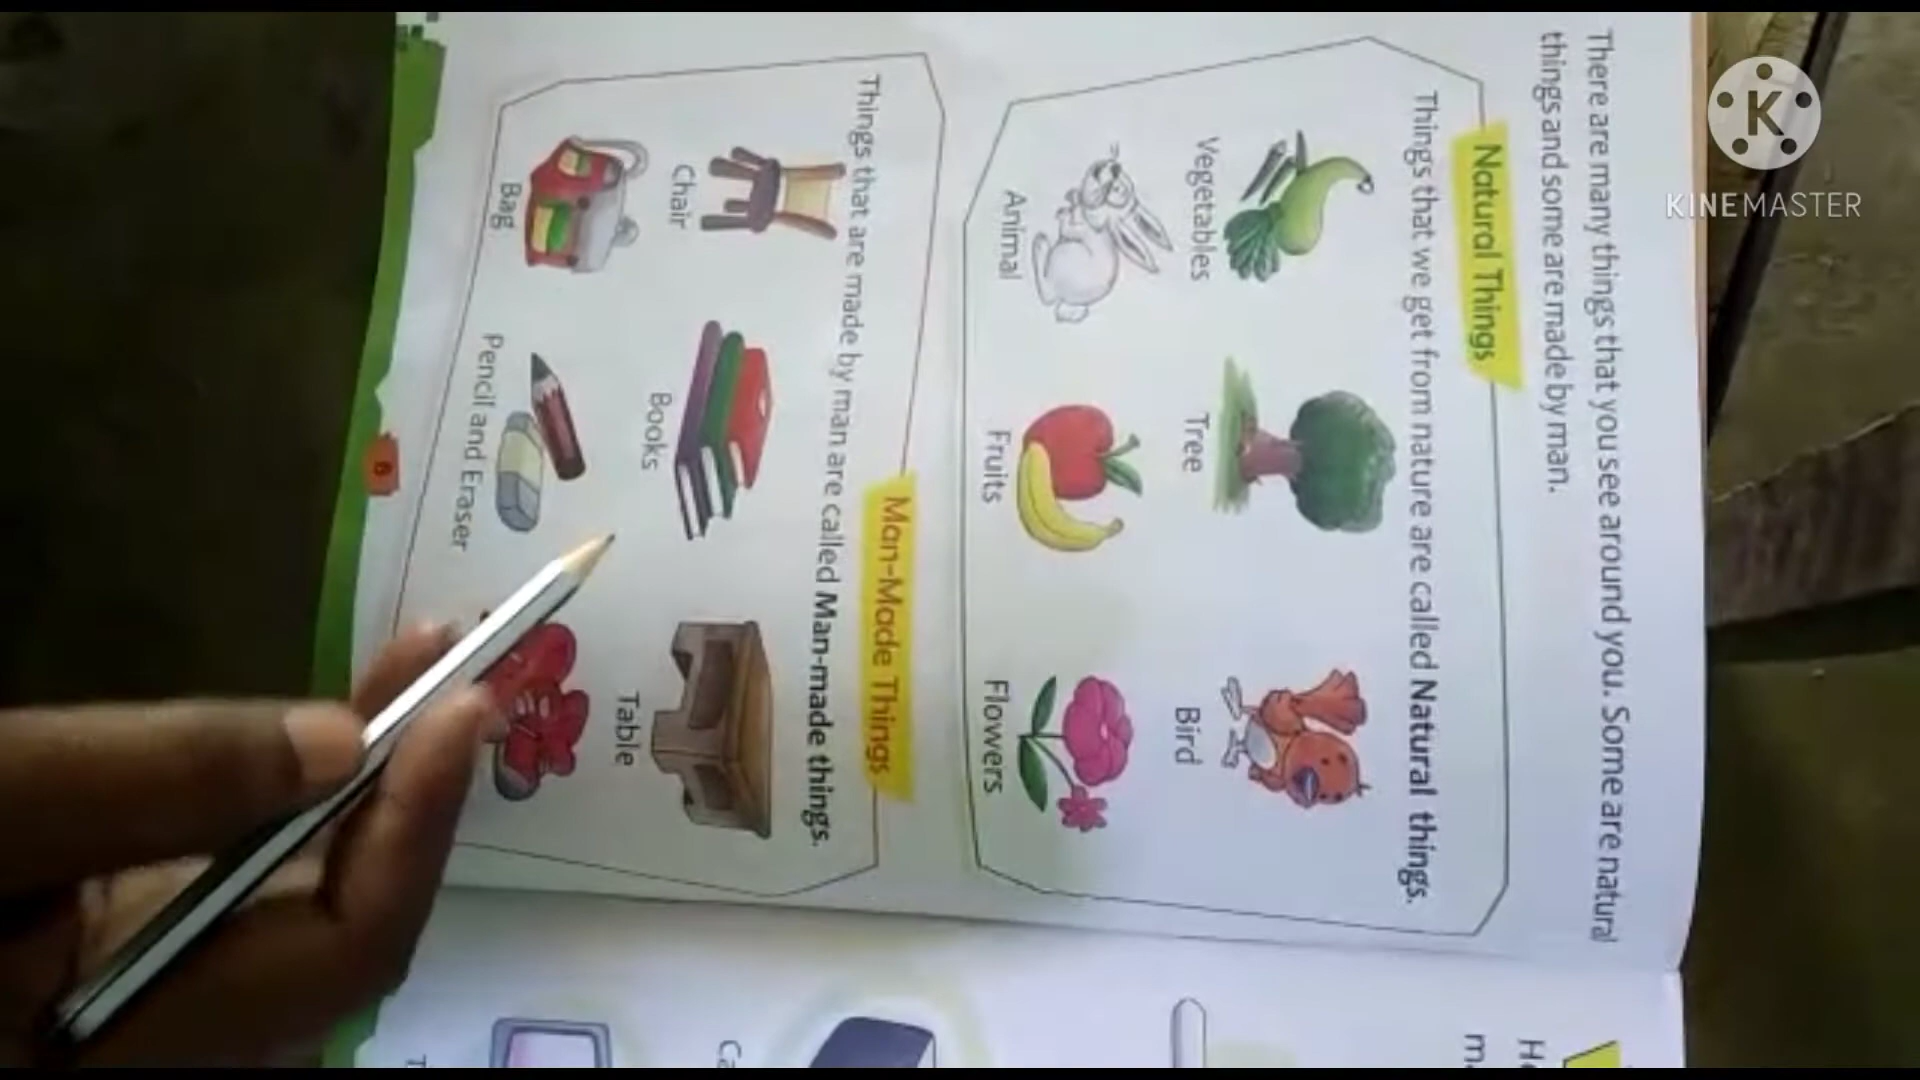 There are many things that you see around you. Some are natural
things and some are made by man.
Natural Things
Things that we get from nature are called Natural things.
Vegetables
Tree
Bird
Animal
Fruits
Flowers
Man-Made Things
Things that are made by man are called Man-made things.
Chair
Books
Table
Bag
Pencil and Eraser
6
K
KINEMASTER